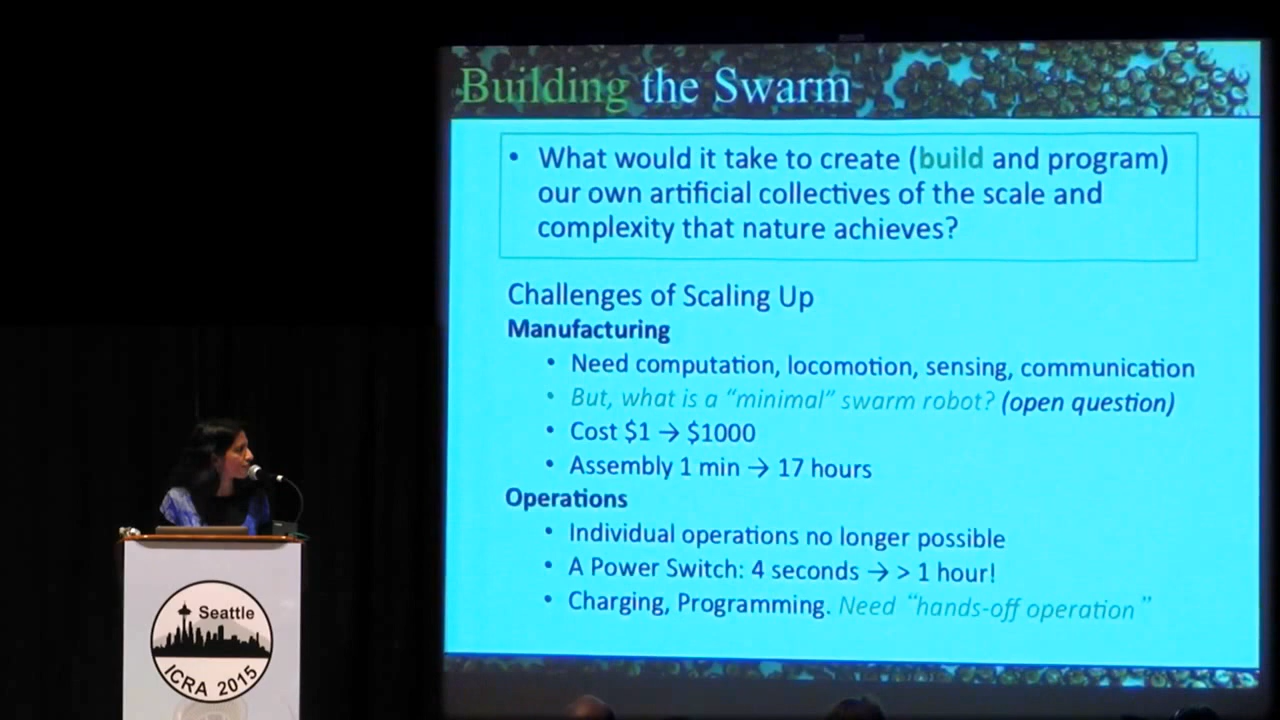 Building the Swarm
• What would it take to create (build and program)
our own artificial collectives of the scale and
complexity that nature achieves?
Challenges of Scaling Up
Manufacturing
• Need computation, locomotion, sensing, communication
• But, what is a “minimal” swarm robot? (open question)
• Cost $1 → $1000
• Assembly 1 min → 17 hours
Operations
• Individual operations no longer possible
• A Power Switch: 4 seconds → > 1 hour!
• Charging, Programming. Need “hands-off operation”
Seattle
ICRA 2015